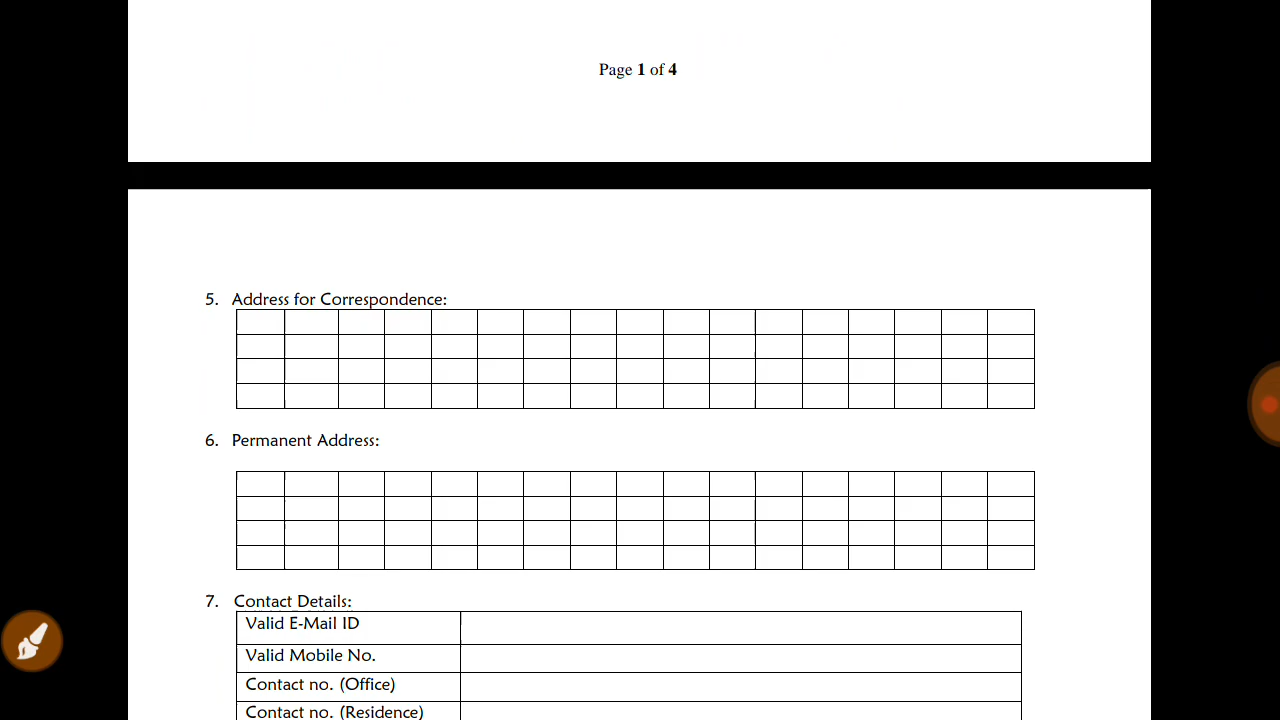 Page 1 of 4
5. Address for Correspondence:
6. Permanent Address:
7. Contact Details:
Valid E-Mail ID
Valid Mobile No.
Contact no. (Office)
Contact no. (Residence)